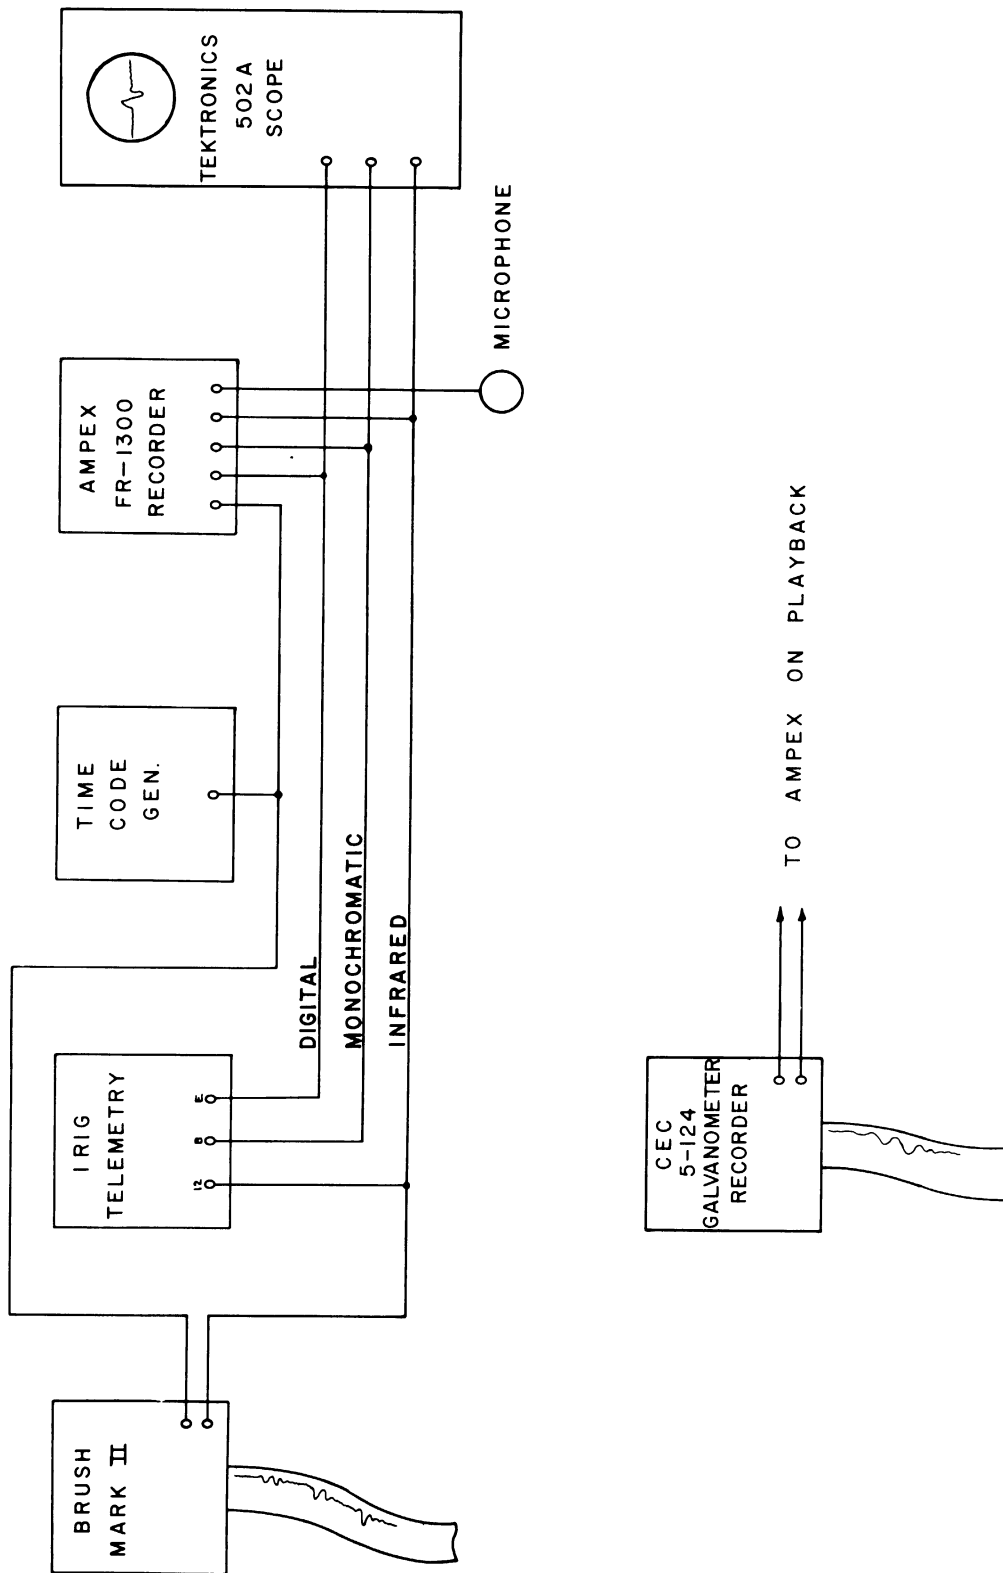 BRUSH
MARK II
IRIG
TELEMETRY
12
8
E
TIME
CODE
GEN.
AMPEX
FR-1300
RECORDER
TEKTRONICS
502A
SCOPE
DIGITAL
MONOCHROMATIC
INFRARED
MICROPHONE
CEC
5-124
GALVANOMETER
RECORDER
TO AMPEX ON PLAYBACK